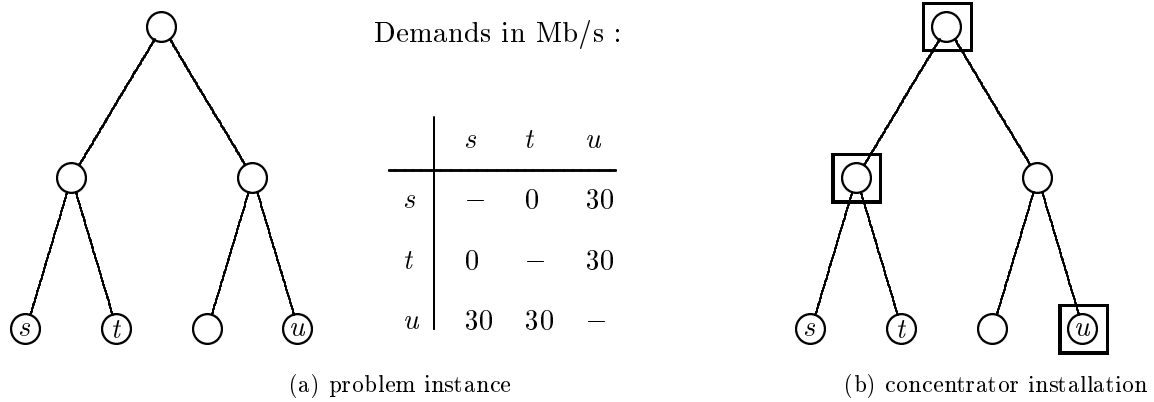 Demands in Mb/s :
s t u
s – 0 30
t 0 – 30
u 30 30 –
s t u
s t u
(a) problem instance
(b) concentrator installation